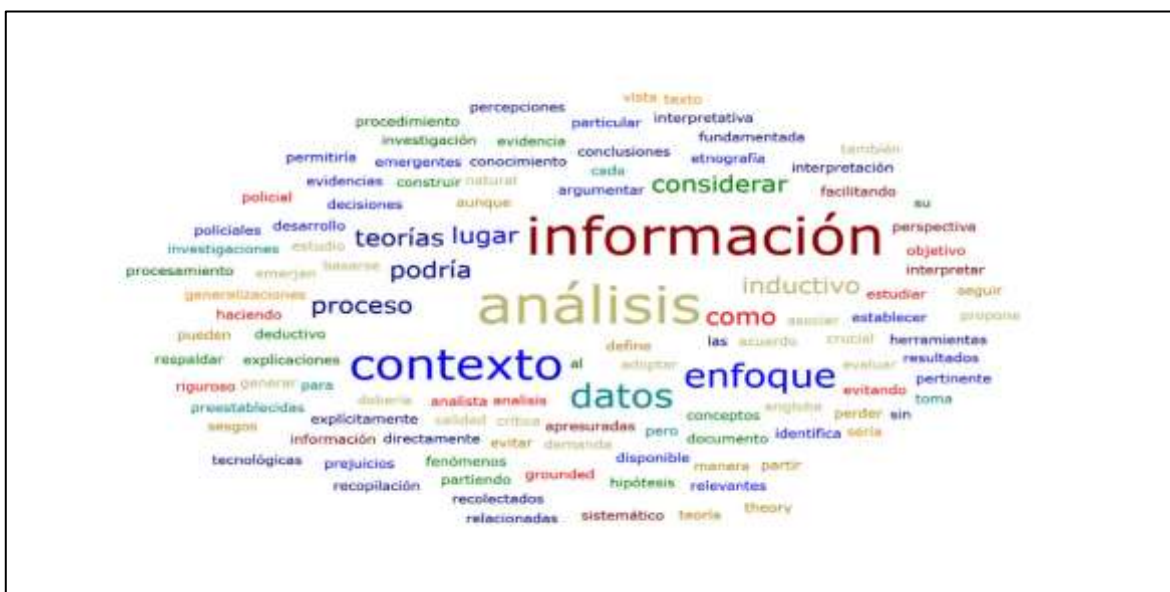 vista texto
percepciones
procedimiento particular interpretativa
investigación evidencia fundamentada
conclusiones también
permitiría emergentes conocimiento etnografía
cada interpretación
evidencias construir natural argumentar considerar facilitando
policial decisiones aunque su
policiales desarrollo teorías lugar información perspectiva
investigaciones estudio objetivo
procesamiento emerjan basarse podría interpretar
generalizaciones proceso análisis inductivo estudiar seguir
haciendo como asociar establecer propone
pueden deductivo define las acuerdo crucial herramientas
respaldar explicaciones contexto al adoptar enfoque evaluar resultados
riguroso generar para datos evitando pertinente
preestablecidas debería analista analisis conceptos englobe perder sin toma
sesgos explícitamente calidad crítica apresuradas pero documento identifica sería
información directamente evitar demanda
tecnológicas prejuicios fenómenos disponible manera partir
recopilación partiendo grounded hipótesis relevantes
recolectados
relacionadas sistemático teoría theory